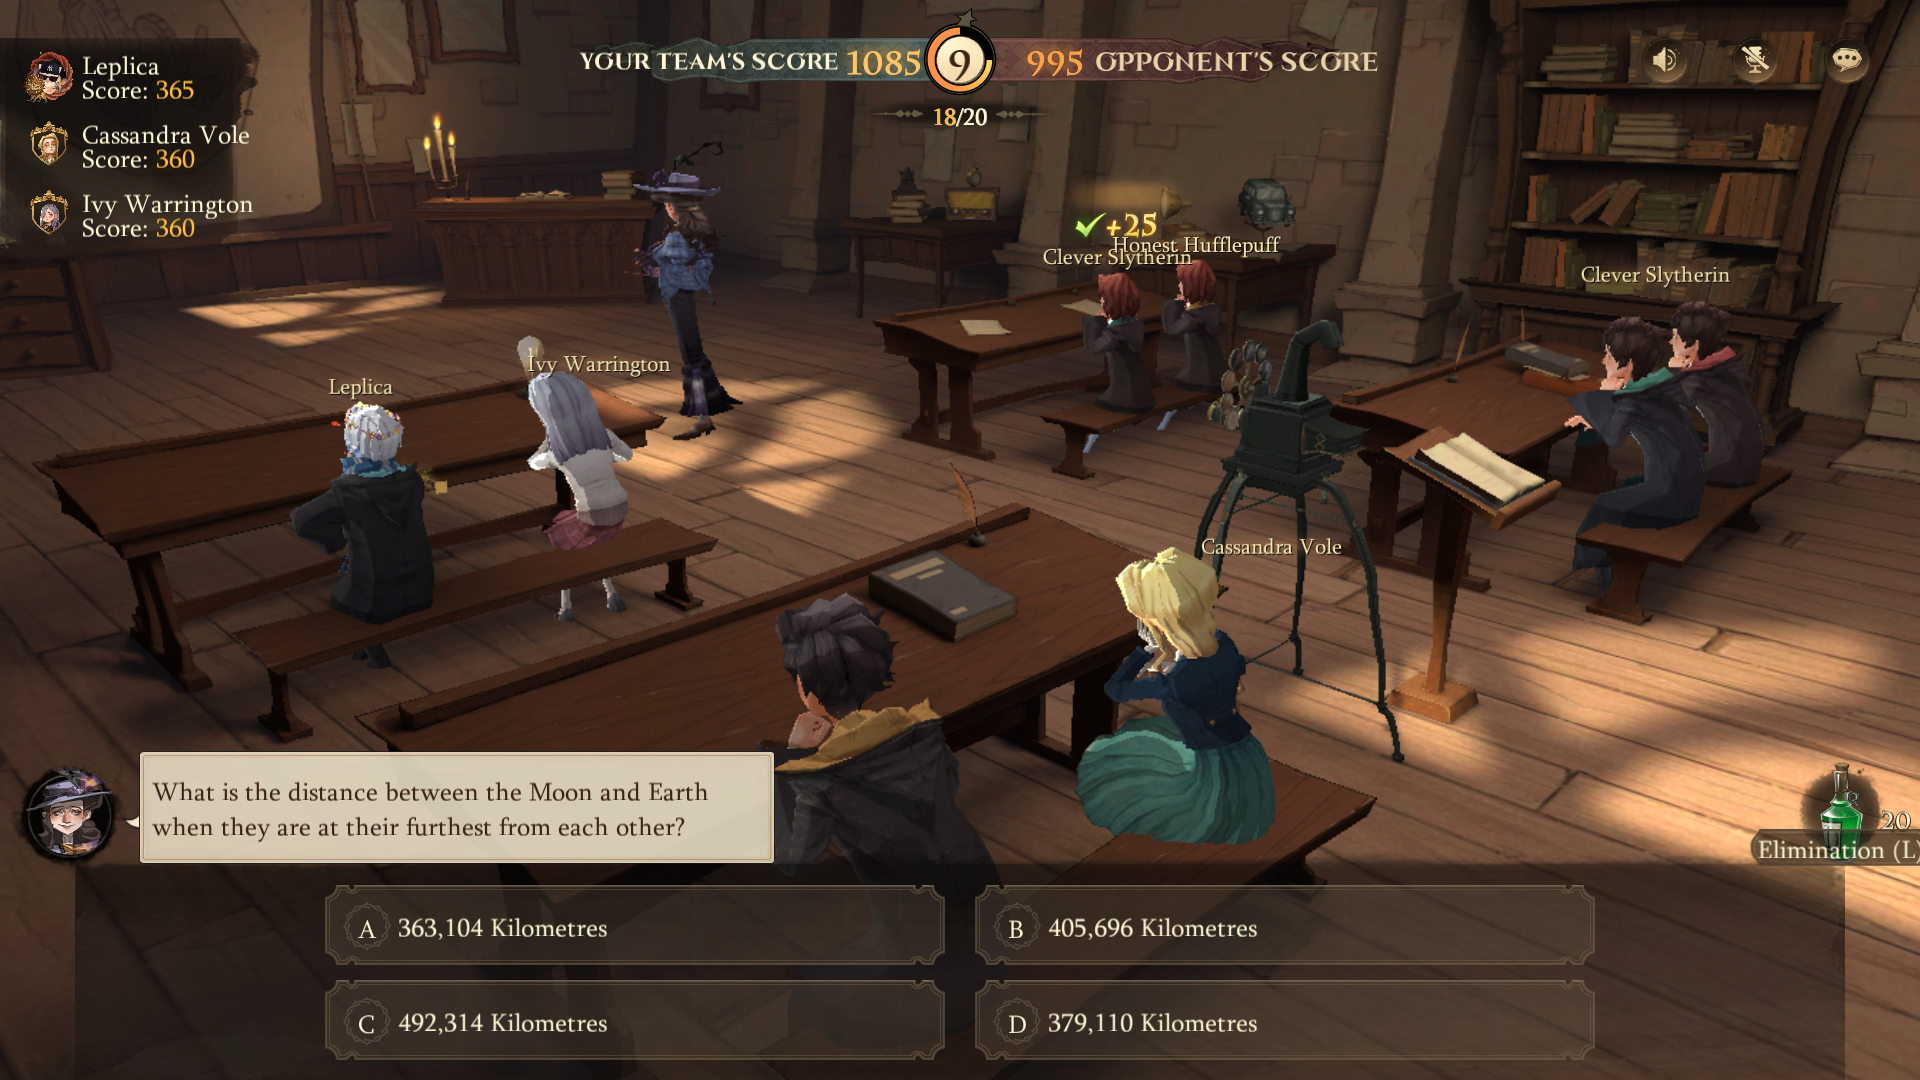 Leplica
Score: 365
Cassandra Vole
Score: 360
Ivy Warrington
Score: 360
YOUR TEAM'S SCORE 1085 9 995 OPPONENT'S SCORE
18/20
+25
Honest Hufflepuff
Clever Slytherin
Clever Slytherin
Ivy Warrington
Leplica
Cassandra Vole
What is the distance between the Moon and Earth
when they are at their furthest from each other?
20
Elimination (L)
A 363,104 Kilometres
B 405,696 Kilometres
C 492,314 Kilometres
D 379,110 Kilometres